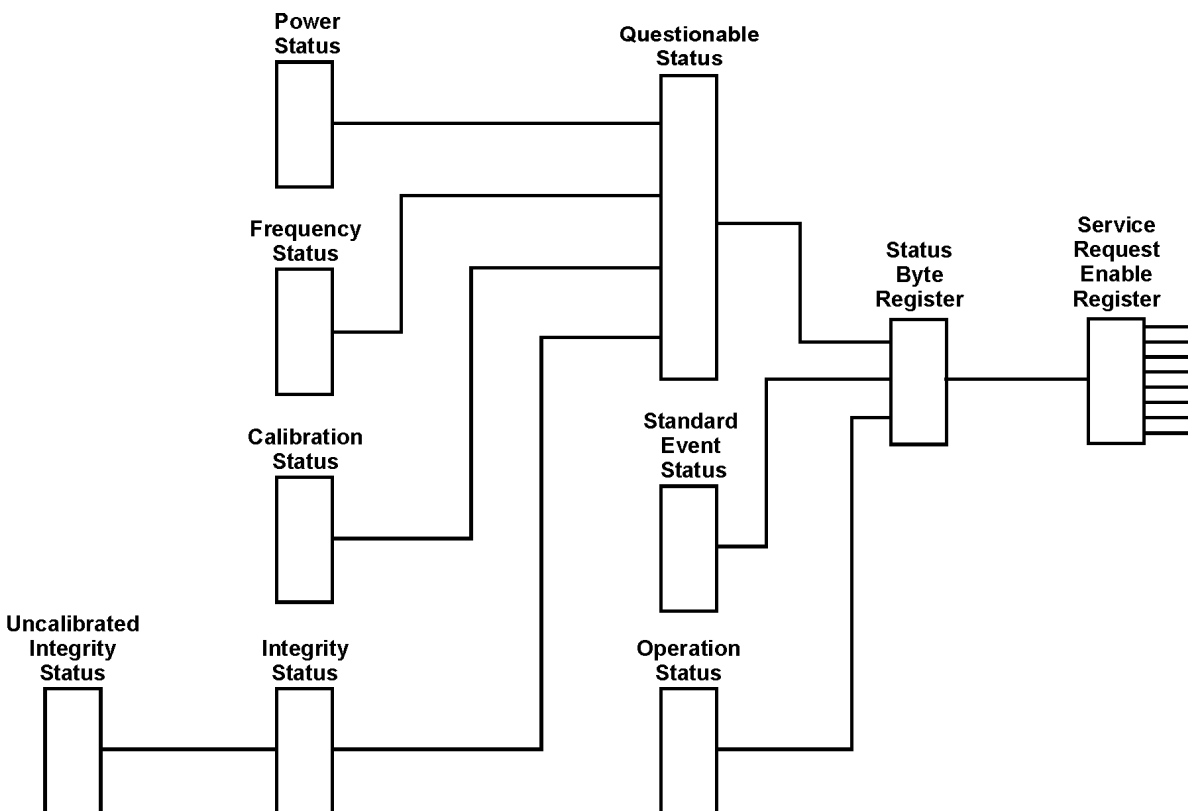 Power
Status
Questionable
Status
Frequency
Status
Service
Request
Enable
Register
Status
Byte
Register
Calibration
Status
Standard
Event
Status
Uncalibrated
Integrity
Status
Integrity
Status
Operation
Status